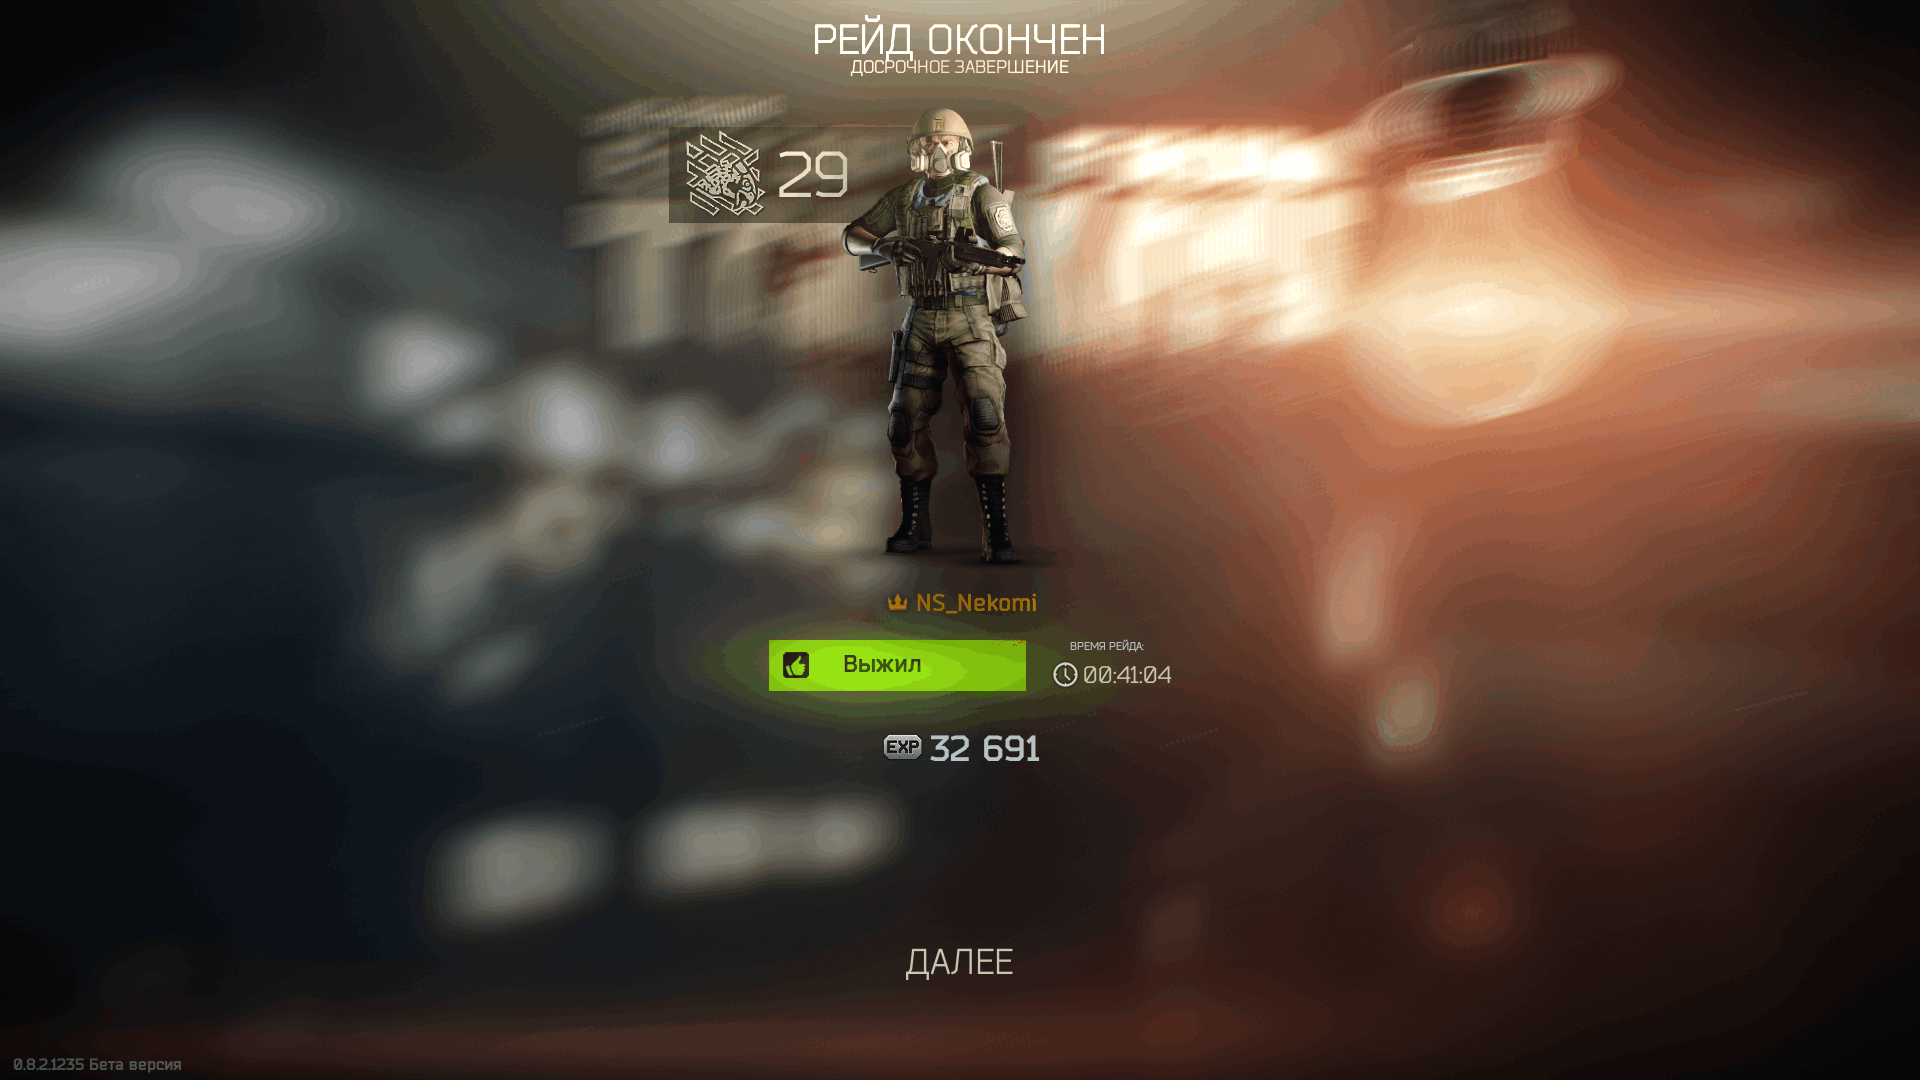 РЕЙД ОКОНЧЕН
ДОСРОЧНОЕ ЗАВЕРШЕНИЕ
29
NS_Nekomi
Выжил
ВРЕМЯ РЕЙДА:
00:41:04
EXP 32 691
ДАЛЕЕ
0.8.2.1235 Бета версия